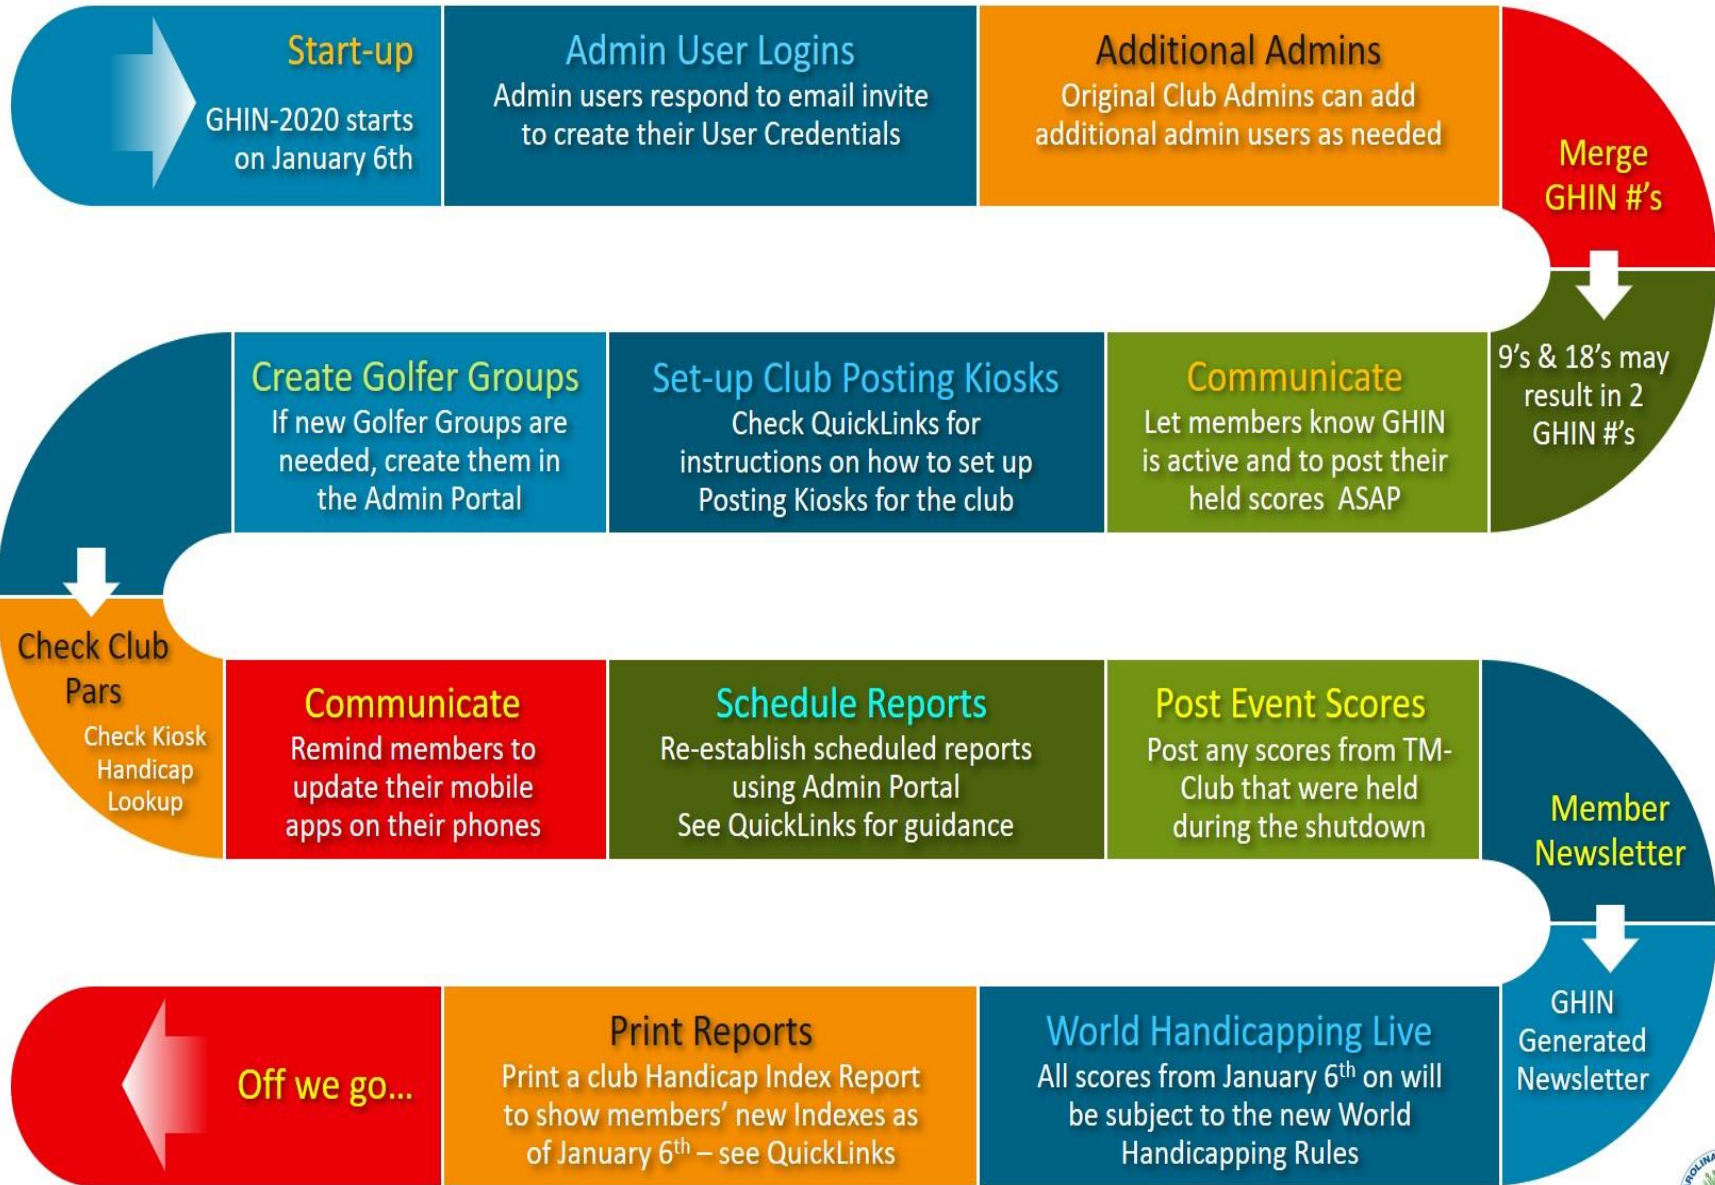 Start-up
GHIN-2020 starts
on January 6th
Admin User Logins
Admin users respond to email invite
to create their User Credentials
Additional Admins
Original Club Admins can add
additional admin users as needed
Merge
GHIN #'s
9's & 18's may
result in 2
GHIN #'s
Communicate
Let members know GHIN
is active and to post their
held scores ASAP
Set-up Club Posting Kiosks
Check QuickLinks for
instructions on how to set up
Posting Kiosks for the club
Create Golfer Groups
If new Golfer Groups are
needed, create them in
the Admin Portal
Check Club
Pars
Check Kiosk
Handicap
Lookup
Communicate
Remind members to
update their mobile
apps on their phones
Schedule Reports
Re-establish scheduled reports
using Admin Portal
See QuickLinks for guidance
Post Event Scores
Post any scores from TM-
Club that were held
during the shutdown
Member
Newsletter
GHIN
Generated
Newsletter
World Handicapping Live
All scores from January 6th on will
be subject to the new World
Handicapping Rules
Print Reports
Print a club Handicap Index Report
to show members' new Indexes as
of January 6th – see QuickLinks
Off we go...